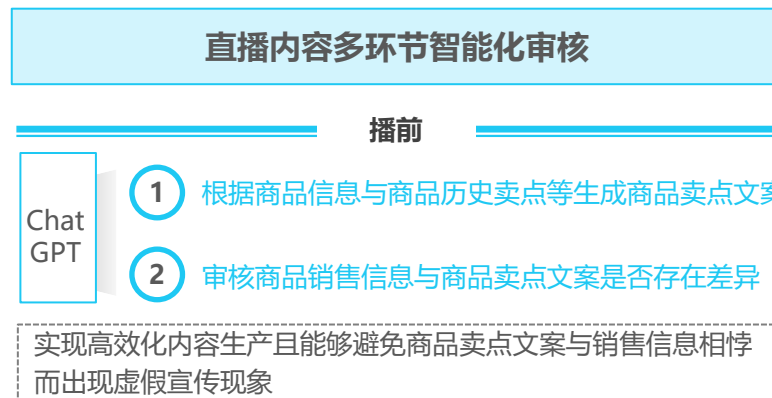 直播内容多环节智能化审核
播前
Chat
GPT
1
根据商品信息与商品历史卖点等生成商品卖点文案
2
审核商品销售信息与商品卖点文案是否存在差异
实现高效化内容生产且能够避免商品卖点文案与销售信息相悖
而出现虚假宣传现象